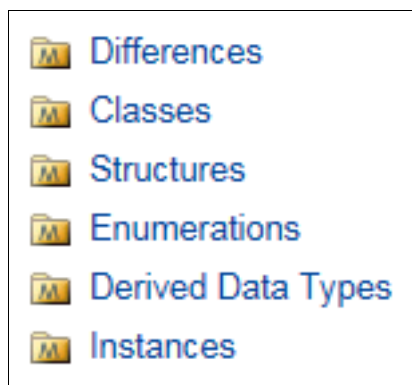 Differences
Classes
Structures
Enumerations
Derived Data Types
Instances